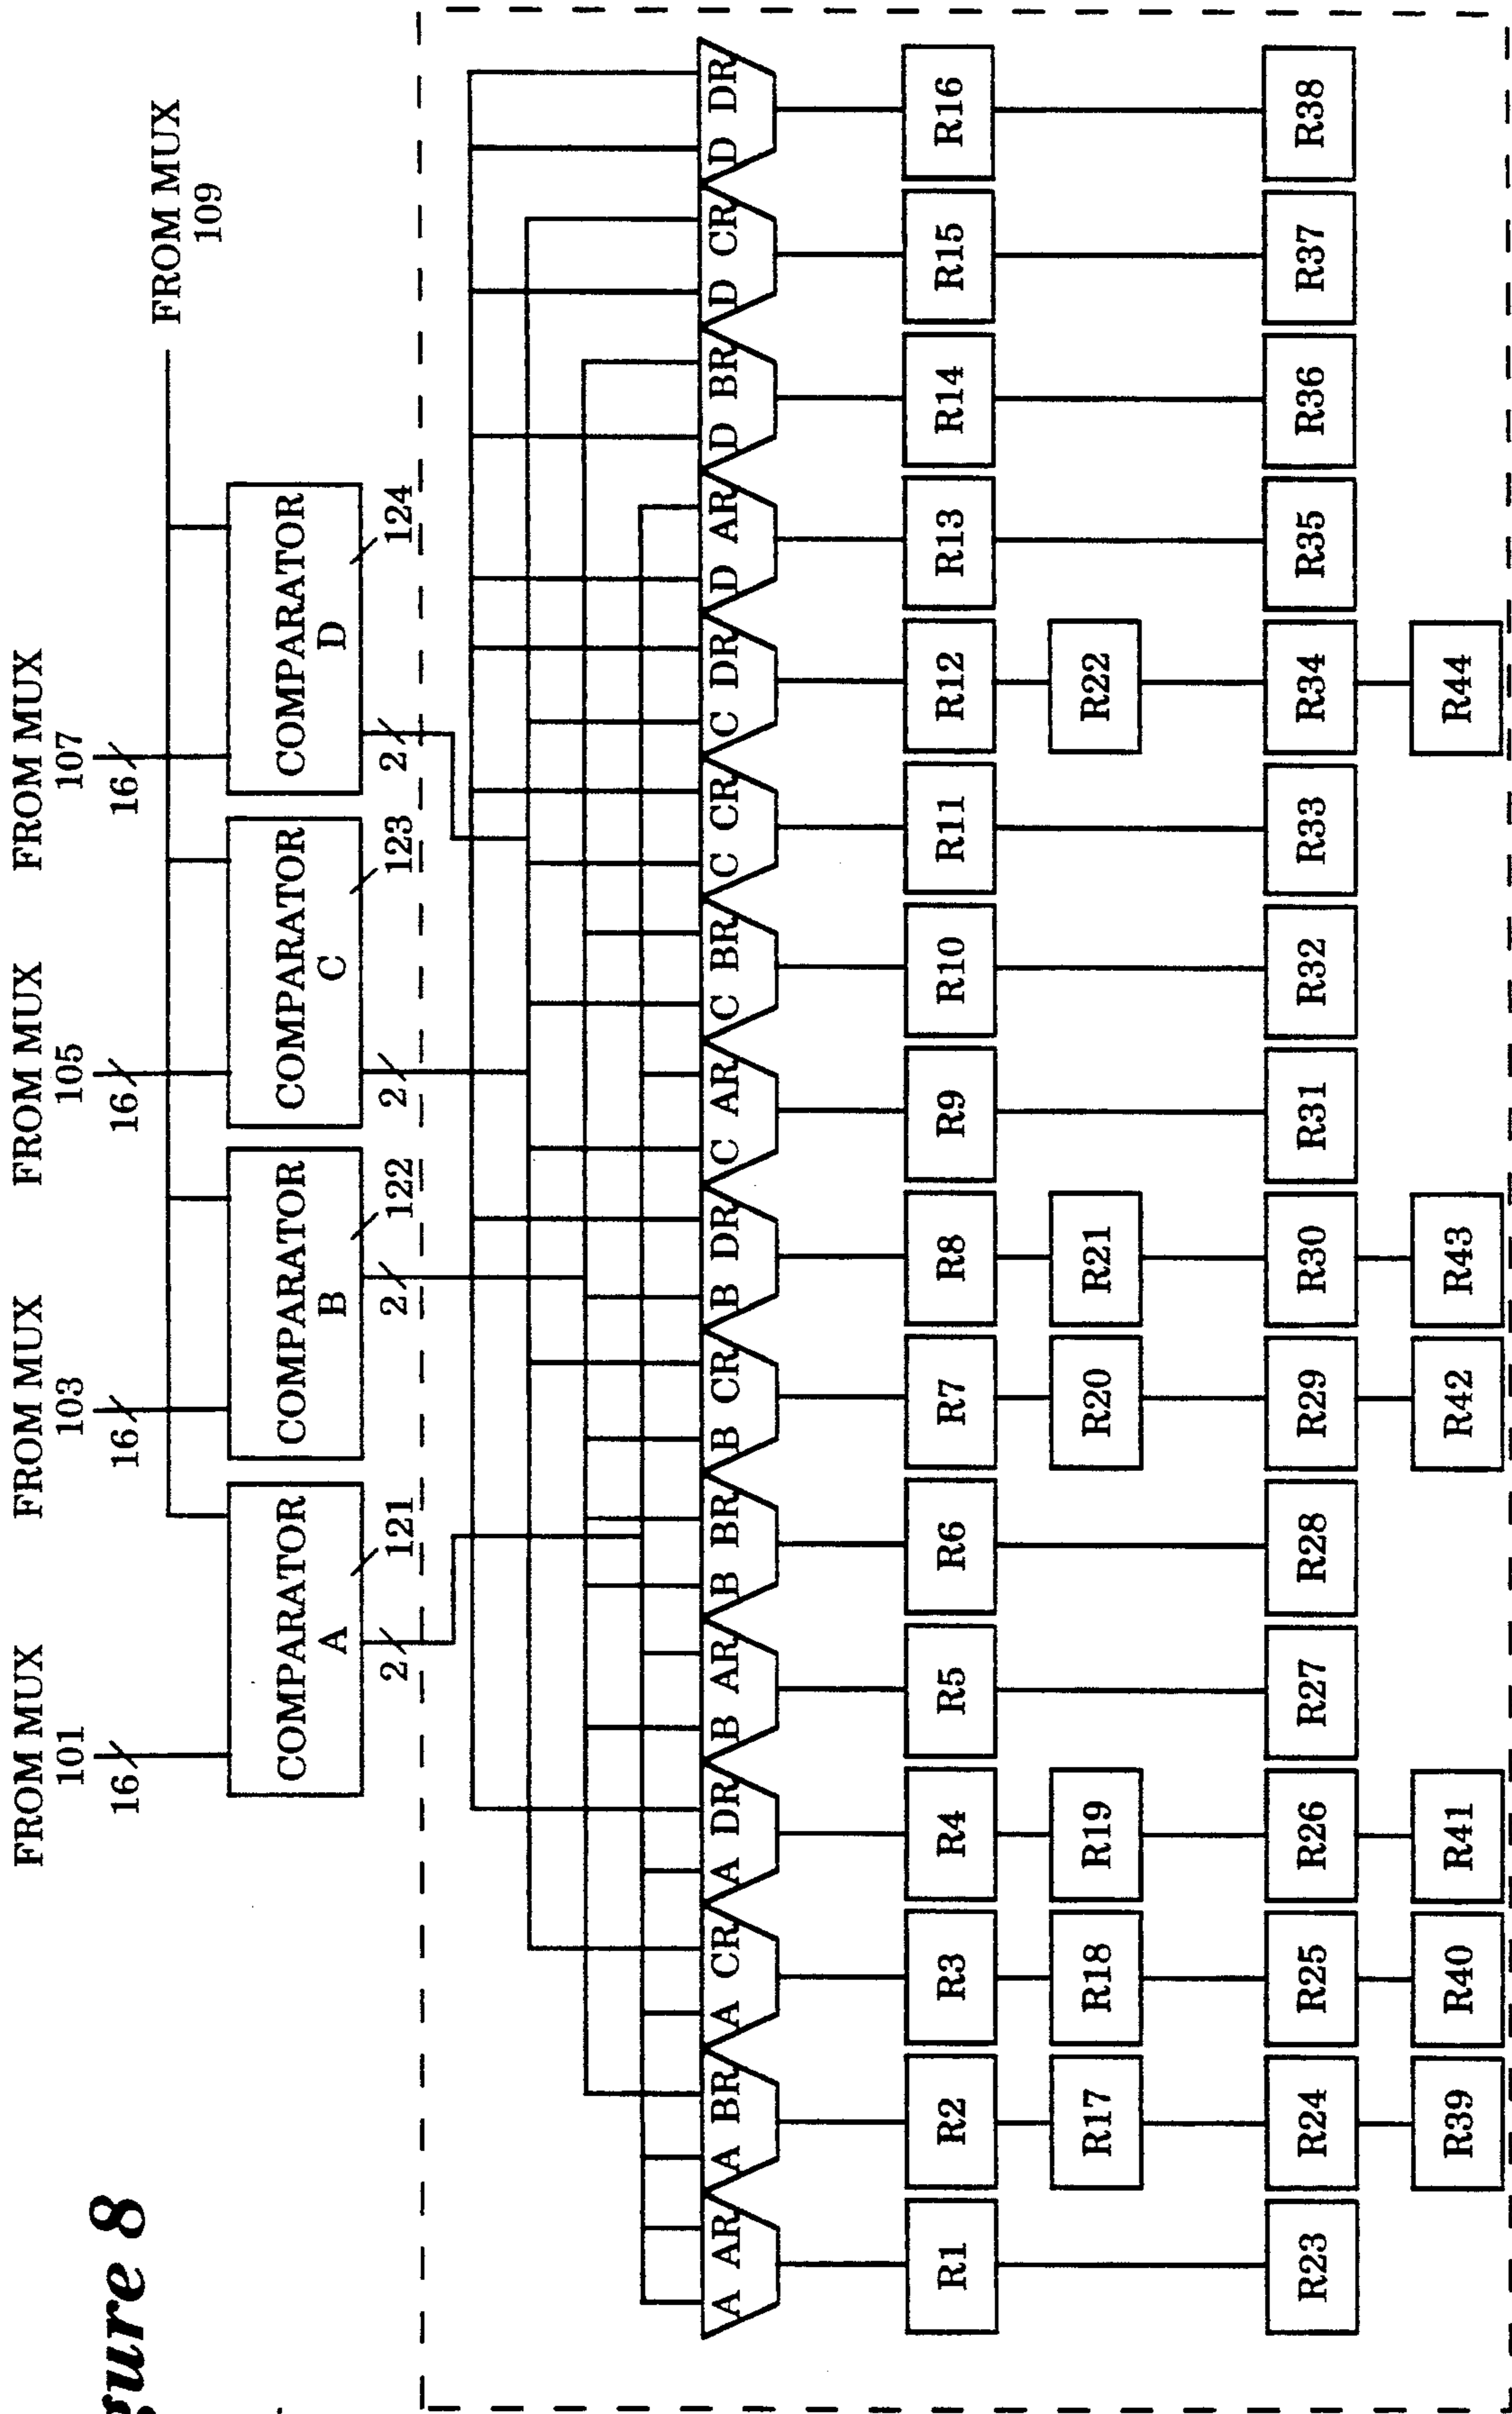 gure 8
FROM MUX
101
FROM MUX
103
FROM MUX
105
FROM MUX
107
FROM MUX
109
16
16
16
16
COMPARATOR
A
COMPARATOR
B
COMPARATOR
C
COMPARATOR
D
121
122
123
124
2
2
2
2
A AR
A BR
A CR
A DR
B AR
B BR
B CR
B DR
C AR
C BR
C CR
C DR
D AR
D BR
D CR
D DR
R1
R2
R3
R4
R5
R6
R7
R8
R9
R10
R11
R12
R13
R14
R15
R16
R17
R18
R19
R20
R21
R22
R23
R24
R25
R26
R27
R28
R29
R30
R31
R32
R33
R34
R35
R36
R37
R38
R39
R40
R41
R42
R43
R44